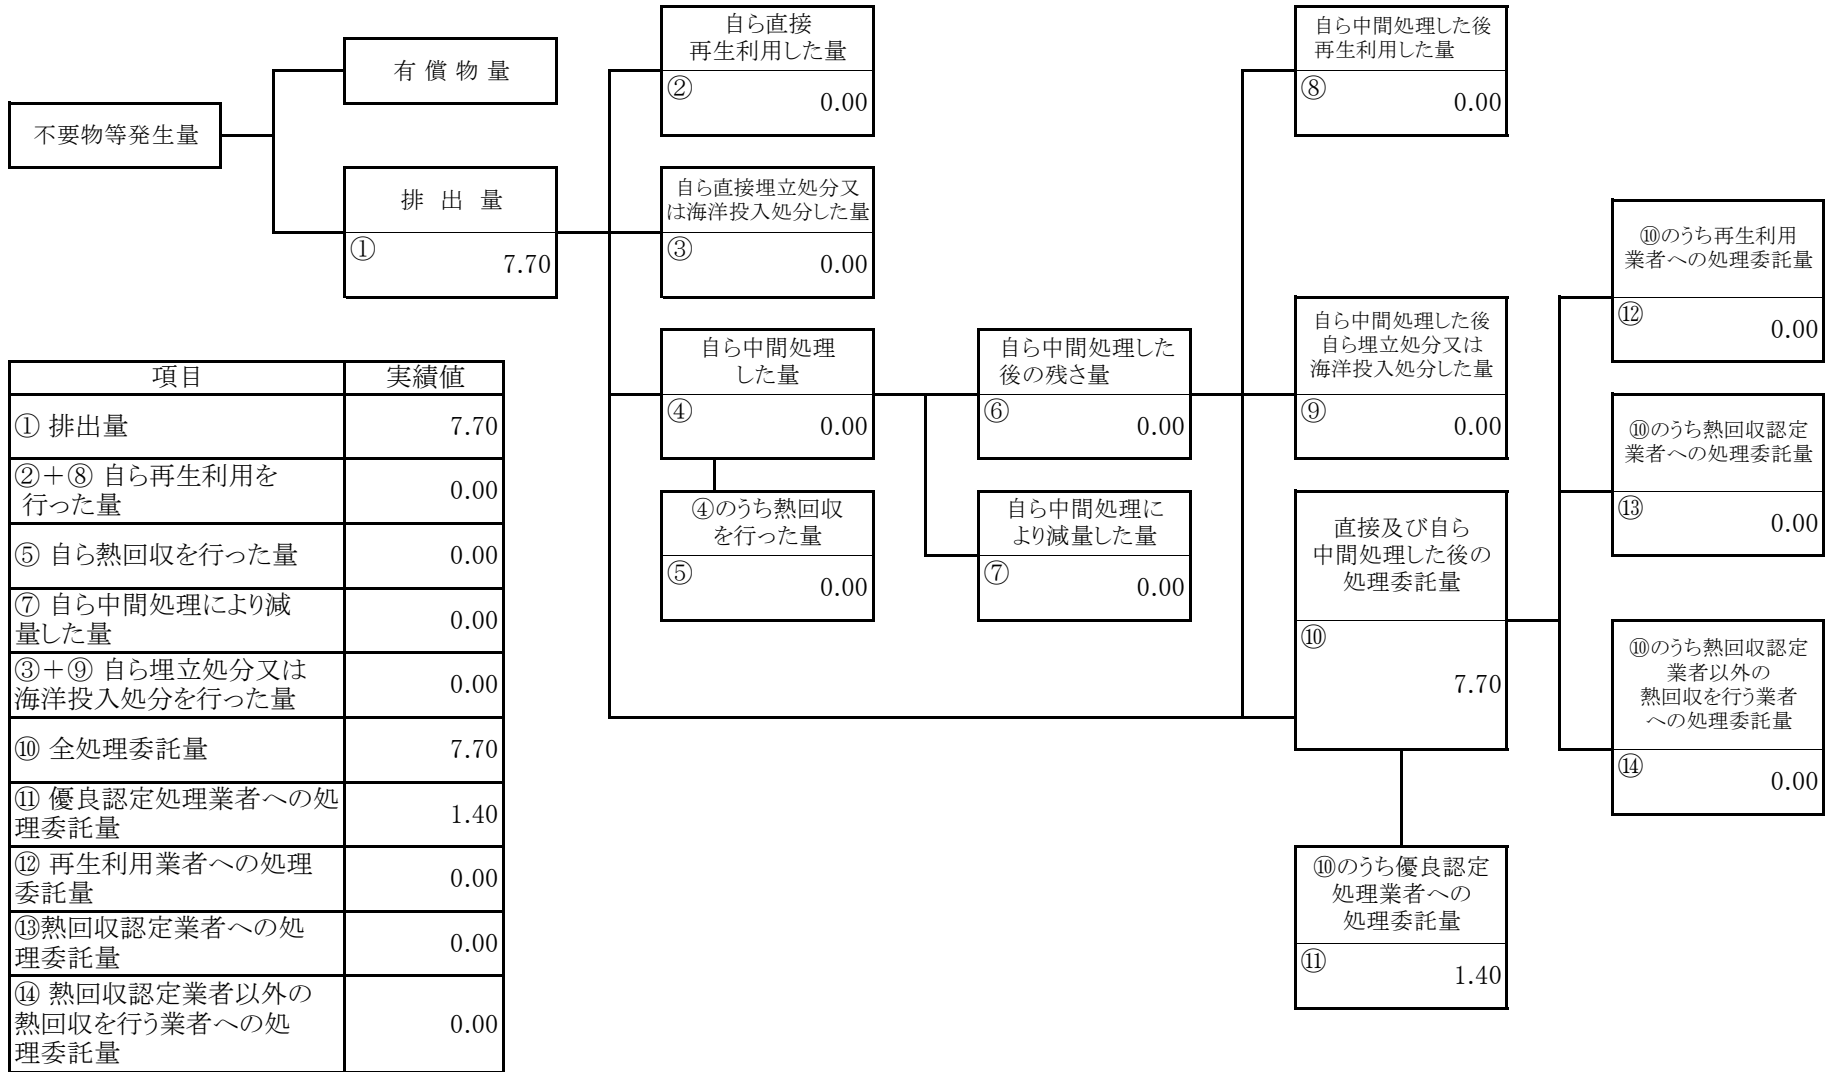 不要物等発生量
有 償 物 量
排 出 量
①
7.70
自ら直接
再生利用した量
②
0.00
自ら直接埋立処分又
は海洋投入処分した量
③
0.00
自ら中間処理
した量
④
0.00
④のうち熱回収
を行った量
⑤
0.00
自ら中間処理した
後の残さ量
⑥
0.00
自ら中間処理に
より減量した量
⑦
0.00
自ら中間処理した後
再生利用した量
⑧
0.00
自ら中間処理した後
自ら埋立処分又は
海洋投入処分した量
⑨
0.00
直接及び自ら
中間処理した後の
処理委託量
⑩
7.70
⑩のうち優良認定
処理業者への
処理委託量
⑪
1.40
⑩のうち再生利用
業者への処理委託量
⑫
0.00
⑩のうち熱回収認定
業者への処理委託量
⑬
0.00
⑩のうち熱回収認定
業者以外の
熱回収を行う業者
への処理委託量
⑭
0.00
項目 実績値
① 排出量 7.70
②＋⑧ 自ら再生利用を
行った量
0.00
⑤ 自ら熱回収を行った量 0.00
⑦ 自ら中間処理により減
量した量
0.00
③＋⑨ 自ら埋立処分又は
海洋投入処分を行った量
0.00
⑩ 全処理委託量 7.70
⑪ 優良認定処理業者への処
理委託量
1.40
⑫ 再生利用業者への処理
委託量
0.00
⑬熱回収認定業者への処
理委託量
0.00
⑭ 熱回収認定業者以外の
熱回収を行う業者への処
理委託量
0.00